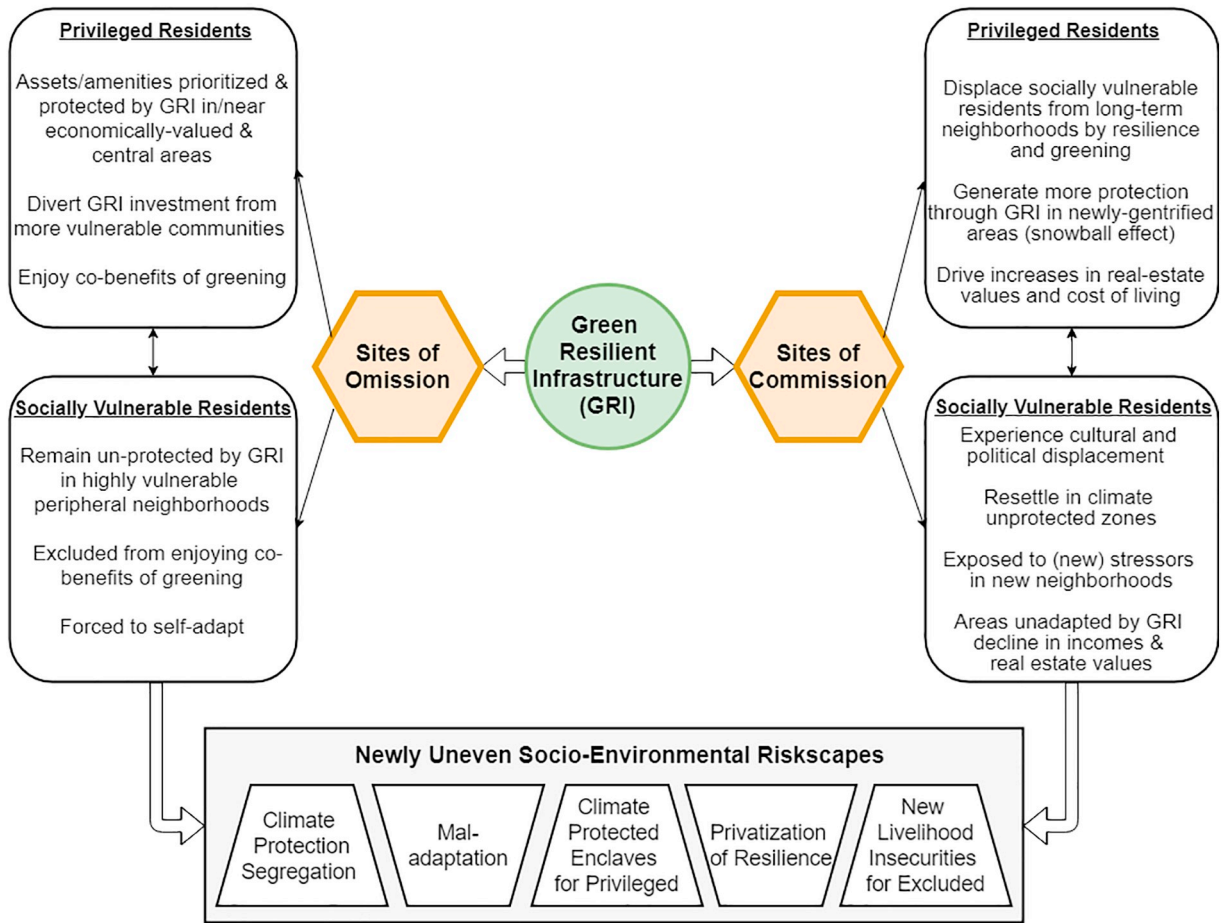 Privileged Residents
Assets/amenities prioritized &
protected by GRI in/near
economically-valued &
central areas
Divert GRI investment from
more vulnerable communities
Enjoy co-benefits of greening
Socially Vulnerable Residents
Remain un-protected by GRI
in highly vulnerable
peripheral neighborhoods
Excluded from enjoying co-
benefits of greening
Forced to self-adapt
Sites of
Omission
Green
Resilient
Infrastructure
(GRI)
Sites of
Commission
Privileged Residents
Displace socially vulnerable
residents from long-term
neighborhoods by resilience
and greening
Generate more protection
through GRI in newly-gentrified
areas (snowball effect)
Drive increases in real-estate
values and cost of living
Socially Vulnerable Residents
Experience cultural and
political displacement
Resettle in climate
unprotected zones
Exposed to (new) stressors
in new neighborhoods
Areas unadapted by GRI
decline in incomes &
real estate values
Newly Uneven Socio-Environmental Riskscapes
Climate
Protection
Segregation
Mal-
adaptation
Climate
Protected
Enclaves
for Privileged
Privatization
of Resilience
New
Livelihood
Insecurities
for Excluded